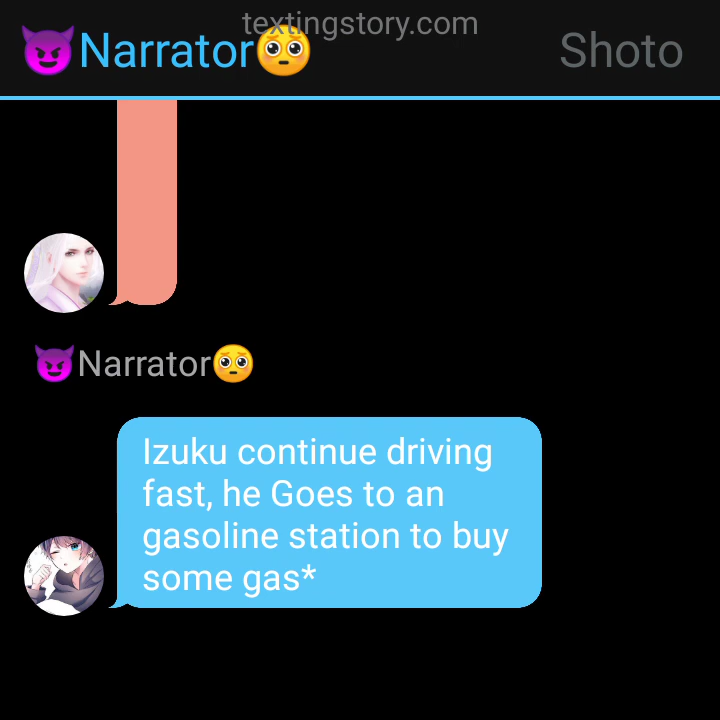 textingstory.com
😈Narrator🥺 Shoto
😈Narrator🥺
Izuku continue driving
fast, he Goes to an
gasoline station to buy
some gas*